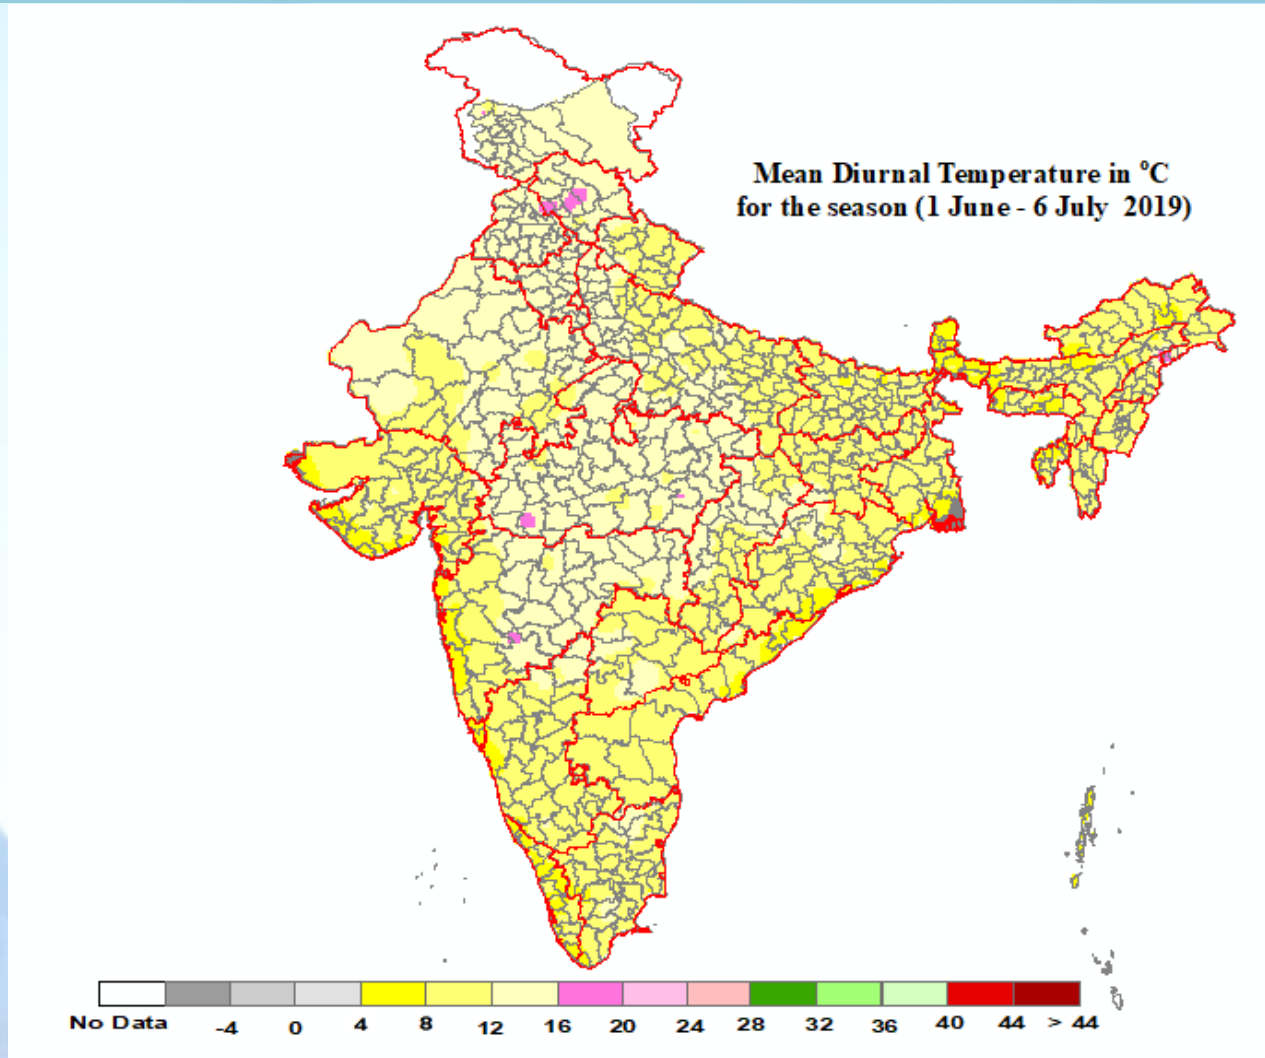 Mean Diurnal Temperature in °C
for the season (1 June - 6 July 2019)
No Data -4 0 4 8 12 16 20 24 28 32 36 40 44 > 44